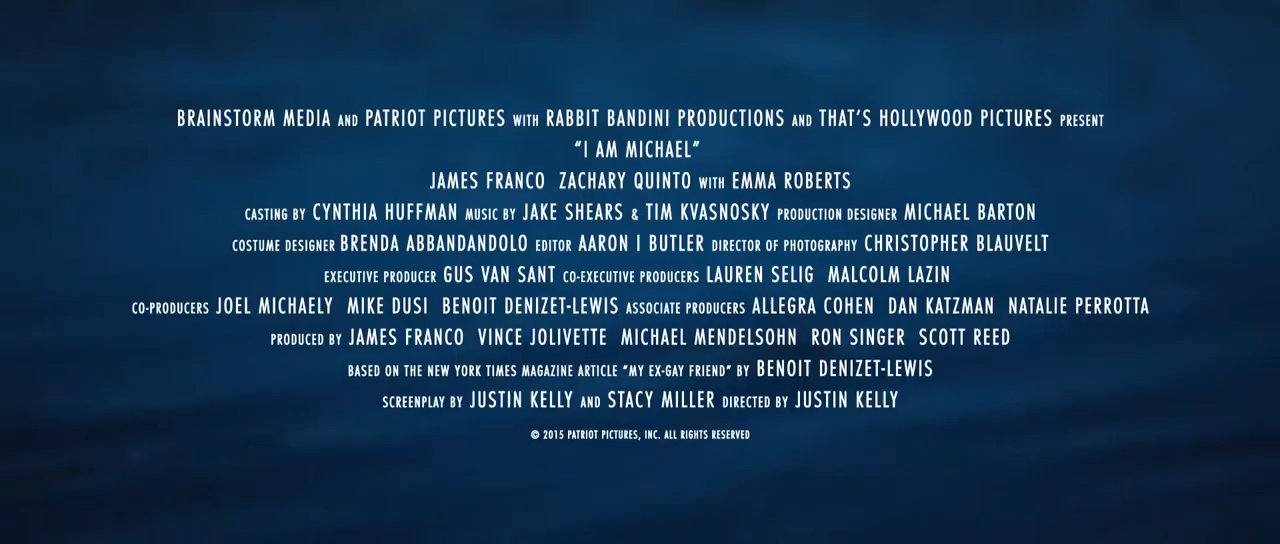 BRAINSTORM MEDIA AND PATRIOT PICTURES WITH RABBIT BANDINI PRODUCTIONS AND THAT'S HOLLYWOOD PICTURES PRESENT
"I AM MICHAEL"
JAMES FRANCO ZACHARY QUINTO WITH EMMA ROBERTS
CASTING BY CYNTHIA HUFFMAN MUSIC BY JAKE SHEARS & TIM KVASNOSKY PRODUCTION DESIGNER MICHAEL BARTON
COSTUME DESIGNER BRENDA ABBANDANDOLO EDITOR AARON I BUTLER DIRECTOR OF PHOTOGRAPHY CHRISTOPHER BLAUVELT
EXECUTIVE PRODUCER GUS VAN SANT CO-EXECUTIVE PRODUCERS LAUREN SELIG MALCOLM LAZIN
CO-PRODUCERS JOEL MICHAELY MIKE DUSI BENOIT DENIZET-LEWIS ASSOCIATE PRODUCERS ALLEGRA COHEN DAN KATZMAN NATALIE PERROTTA
PRODUCED BY JAMES FRANCO VINCE JOLIVETTE MICHAEL MENDELSOHN RON SINGER SCOTT REED
BASED ON THE NEW YORK TIMES MAGAZINE ARTICLE "MY EX-GAY FRIEND" BY BENOIT DENIZET-LEWIS
SCREENPLAY BY JUSTIN KELLY AND STACY MILLER DIRECTED BY JUSTIN KELLY
© 2015 PATRIOT PICTURES, INC. ALL RIGHTS RESERVED